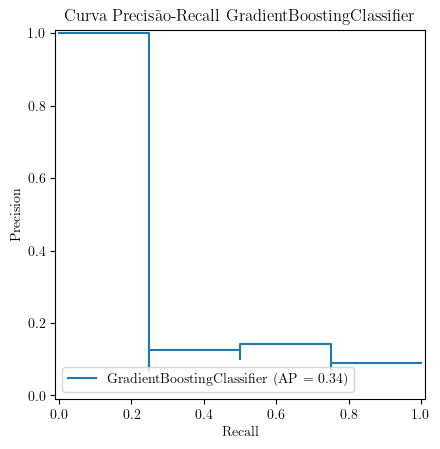 Curva Precisão-Recall GradientBoostingClassifier
1.0
0.8
0.6
0.4
0.2
0.0
Precision
GradientBoostingClassifier (AP = 0.34)
0.0 0.2 0.4 0.6 0.8 1.0
Recall